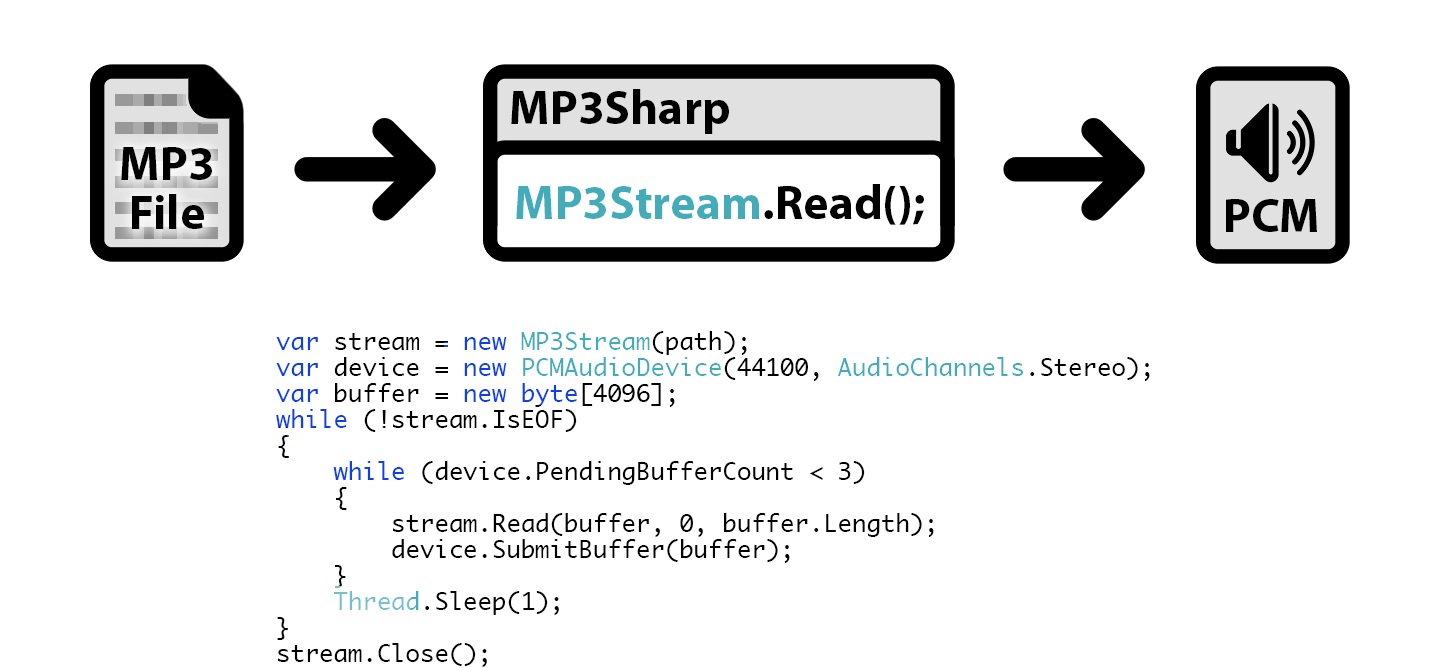 MP3
File
MP3Sharp
MP3Stream.Read();
PCM
var stream = new MP3Stream(path);
var device = new PCMAudioDevice(44100, AudioChannels.Stereo);
var buffer = new byte[4096];
while (!stream.IsEOF)
{
    while (device.PendingBufferCount < 3)
    {
        stream.Read(buffer, 0, buffer.Length);
        device.SubmitBuffer(buffer);
    }
    Thread.Sleep(1);
}
stream.Close();